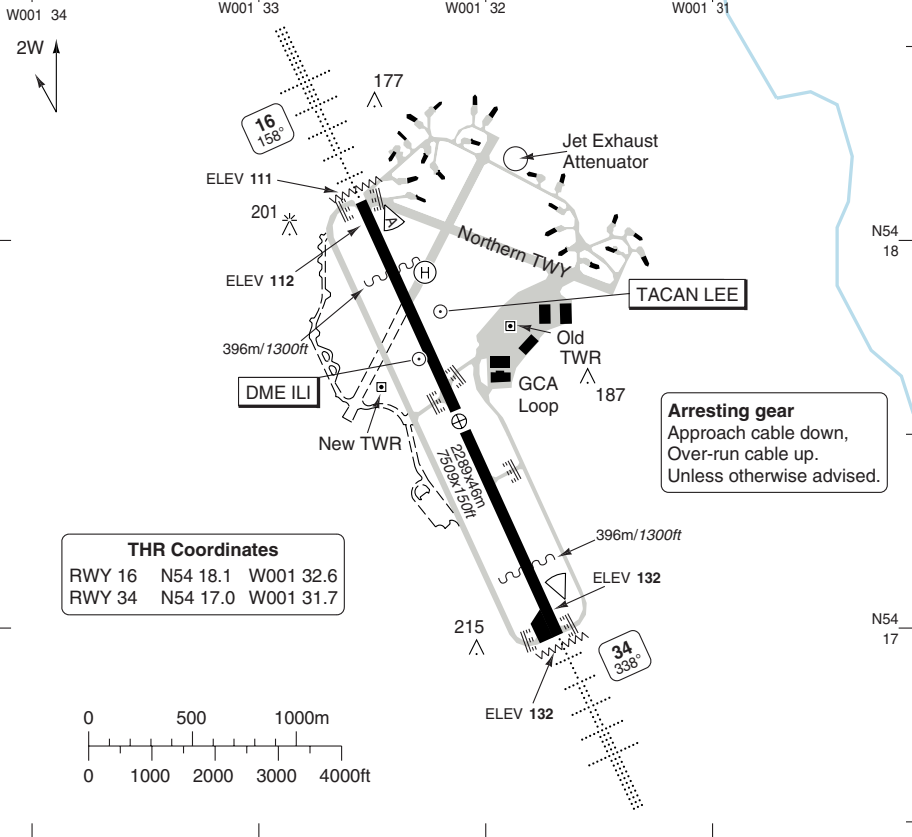 W001 34
W001 33
W001 32
W001 31
2W
177
16
158°
Jet Exhaust
Attenuator
ELEV 111
201
A
Northern TWY
N54
18
ELEV 112
H
TACAN LEE
396m/1300ft
Old
TWR
DME ILI
GCA
Loop
187
New TWR
Arresting gear
Approach cable down,
Over-run cable up.
Unless otherwise advised.
2289x46m
7509x150ft
396m/1300ft
THR Coordinates
RWY 16 N54 18.1 W001 32.6
RWY 34 N54 17.0 W001 31.7
ELEV 132
215
N54
17
34
338°
ELEV 132
0 500 1000m
0 1000 2000 3000 4000ft